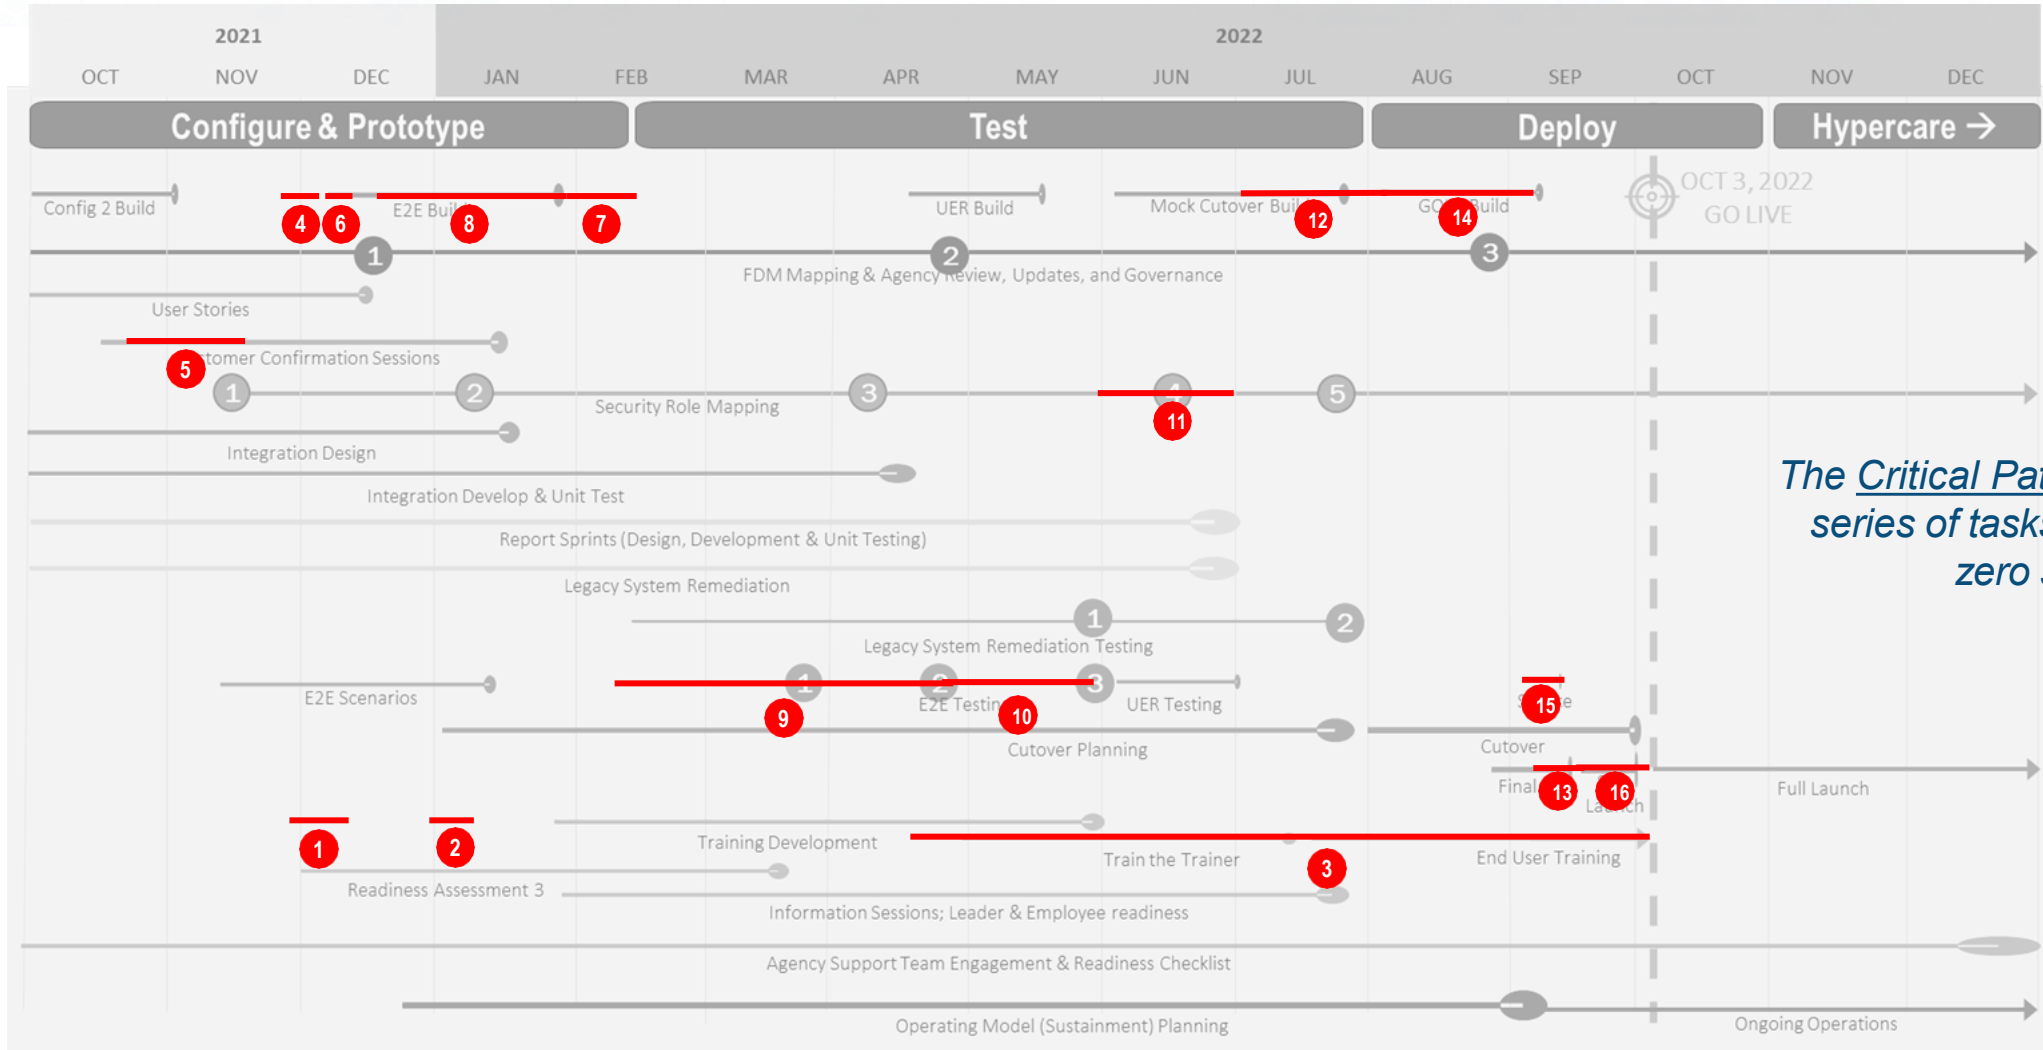 2021
2022
OCT NOV DEC JAN FEB MAR APR MAY JUN JUL AUG SEP OCT NOV DEC
Configure & Prototype
Test
Deploy
Hypercare →
OCT 3, 2022
GO LIVE
Config 2 Build
4
6
E2E
8
7
UER Build
Mock Cutover
12
14
Build
1
2
3
FDM Mapping & Agency Review, Updates, and Governance
User Stories
5
Confirmation Sessions
1
2
3
4
5
Security Role Mapping
11
Integration Design
Integration Develop & Unit Test
The Critical
series of
zero
Report Sprints (Design, Development & Unit Testing)
Legacy System Remediation
1
2
Legacy System Remediation Testing
E2E Scenarios
1
2
3
E2E
9
10
UER Testing
15
Cutover Planning
Cutover
Final
13
16
Full Launch
1
2
Training Development
Train the Trainer
3
End User Training
Readiness Assessment 3
Information Sessions; Leader & Employee readiness
Agency Support Team Engagement & Readiness Checklist
Operating Model (Sustainment) Planning
Ongoing Operations